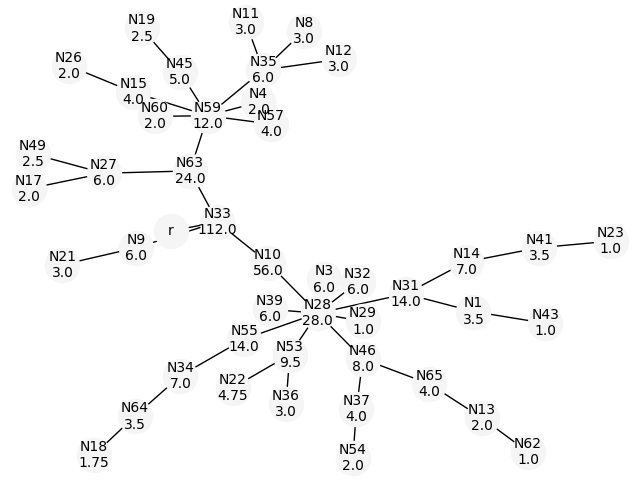 N11
3.0
N19
2.5
N8
3.0
N12
3.0
N26
2.0
N45
5.0
N35
6.0
N15
4.0
N4
2.0
N60
2.0
N59
12.0
N57
4.0
N49
2.5
N27
6.0
N63
24.0
N17
2.0
N33
112.0
r
N9
6.0
N21
3.0
N10
56.0
N14
7.0
N41
3.5
N23
1.0
N3
6.0
N32
6.0
N31
14.0
N39
6.0
N28
28.0
N29
1.0
N1
3.5
N43
1.0
N55
14.0
N53
9.5
N46
8.0
N34
7.0
N22
4.75
N36
3.0
N37
4.0
N65
4.0
N64
3.5
N13
2.0
N18
1.75
N54
2.0
N62
1.0